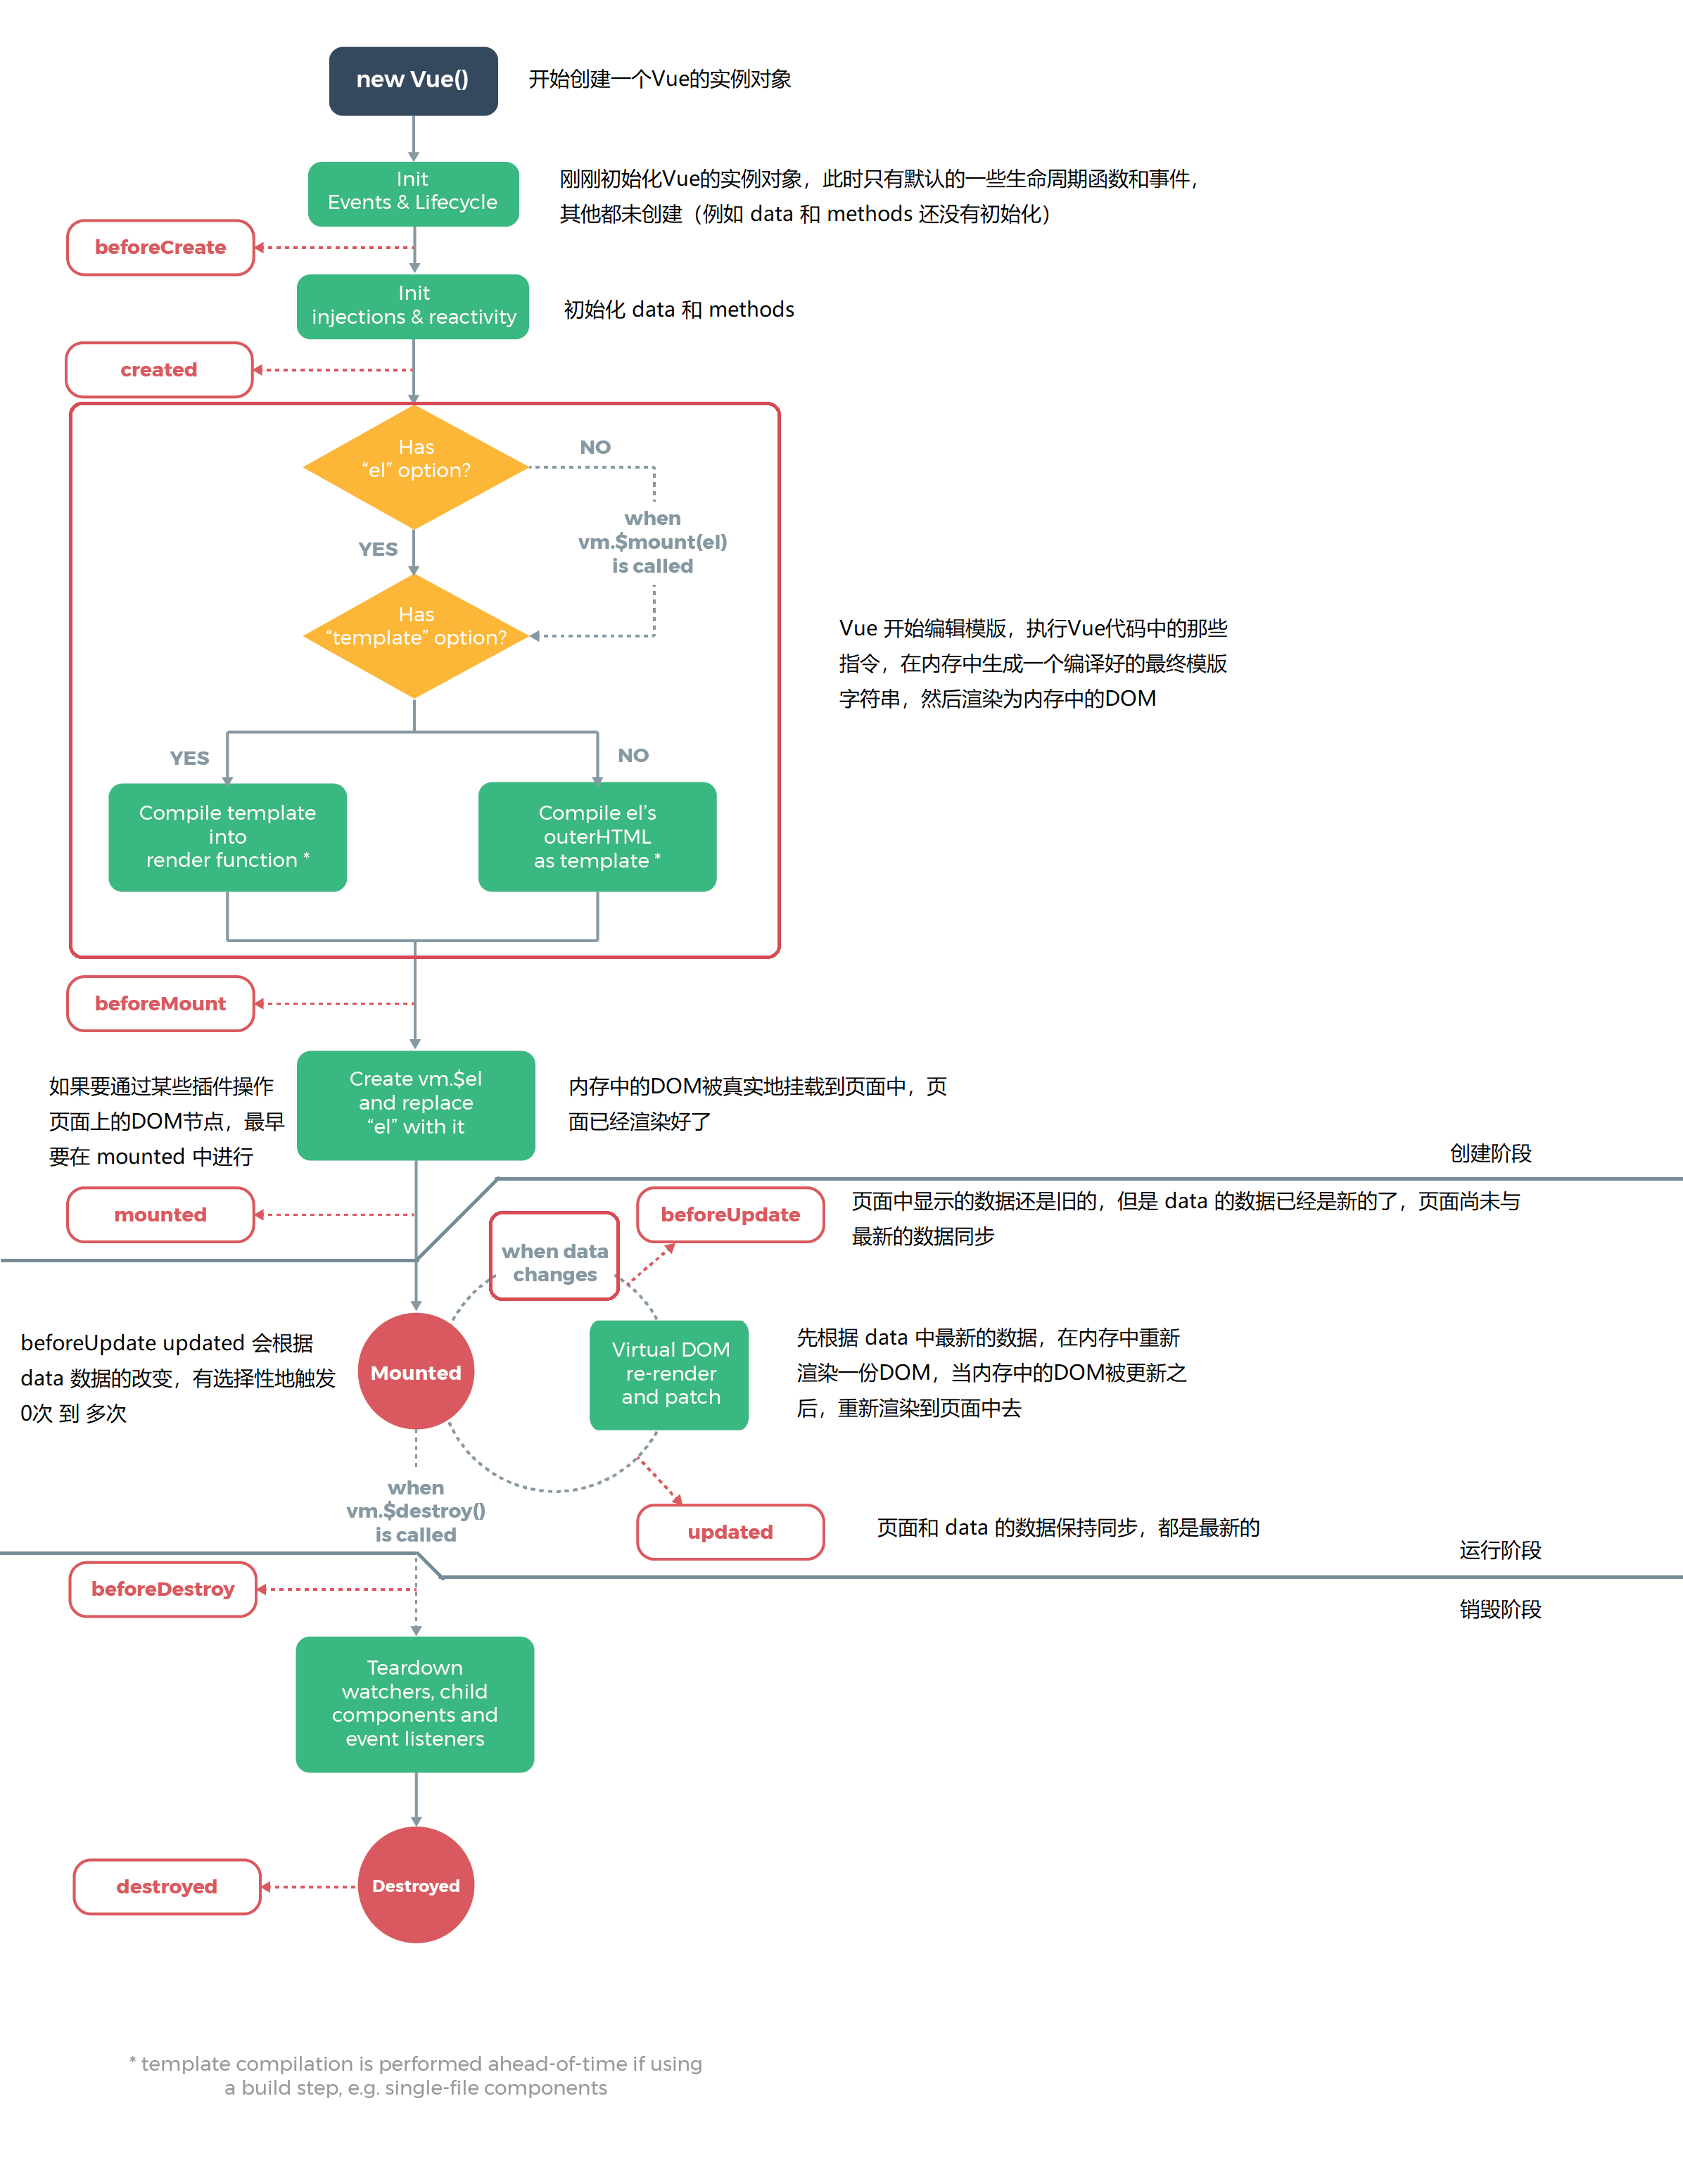 new Vue()
开始创建一个Vue的实例对象
Init
Events & Lifecycle
刚刚初始化Vue的实例对象，此时只有默认的一些生命周期函数和事件，
其他都未创建（例如 data 和 methods 还没有初始化）
beforeCreate
Init
injections & reactivity
初始化 data 和 methods
created
Has
“el” option?
NO
when
vm.$mount(el)
is called
YES
Has
“template” option?
Vue 开始编辑模版，执行Vue代码中的那些
指令，在内存中生成一个编译好的最终模版
字符串，然后渲染为内存中的DOM
YES
NO
Compile template
into
render function *
Compile el’s
outerHTML
as template *
beforeMount
如果要通过某些插件操作
页面上的DOM节点，最早
要在 mounted 中进行
Create vm.$el
and replace
“el” with it
内存中的DOM被真实地挂载到页面中，页
面已经渲染好了
创建阶段
mounted
beforeUpdate
页面中显示的数据还是旧的，但是 data 的数据已经是新的了，页面尚未与
最新的数据同步
when data
changes
beforeUpdate updated 会根据
data 数据的改变，有选择性地触发
0次 到 多次
Mounted
Virtual DOM
re-render
and patch
先根据 data 中最新的数据，在内存中重新
渲染一份DOM，当内存中的DOM被更新之
后，重新渲染到页面中去
when
vm.$destroy()
is called
updated
页面和 data 的数据保持同步，都是最新的
运行阶段
beforeDestroy
销毁阶段
Teardown
watchers, child
components and
event listeners
destroyed
Destroyed
* template compilation is performed ahead-of-time if using
a build step, e.g. single-file components